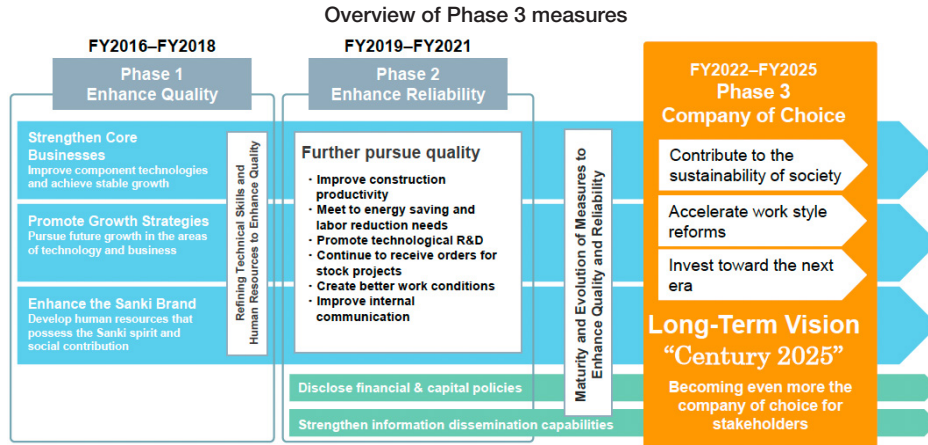 Overview of Phase 3 measures
FY2016–FY2018
Phase 1
Enhance Quality
Strengthen Core
Businesses
Improve component technologies
and achieve stable growth
Promote Growth Strategies
Pursue future growth in the areas
of technology and business
Enhance the Sanki Brand
Develop human resources that
possess the Sanki spirit and
social contribution
Refining Technical Skills and
Human Resources to Enhance Quality
FY2019–FY2021
Phase 2
Enhance Reliability
Further pursue quality
· Improve construction
productivity
· Meet to energy saving and
labor reduction needs
· Promote technological R&D
· Continue to receive orders for
stock projects
· Create better work conditions
· Improve internal
communication
Disclose financial & capital policies
Strengthen information dissemination capabilities
Maturity and Evolution of Measures to
Enhance Quality and Reliability
FY2022–FY2025
Phase 3
Company of Choice
Contribute to the
sustainability of society
Accelerate work style
reforms
Invest toward the next
era
Long-Term Vision
“Century 2025”
Becoming even more the
company of choice for
stakeholders